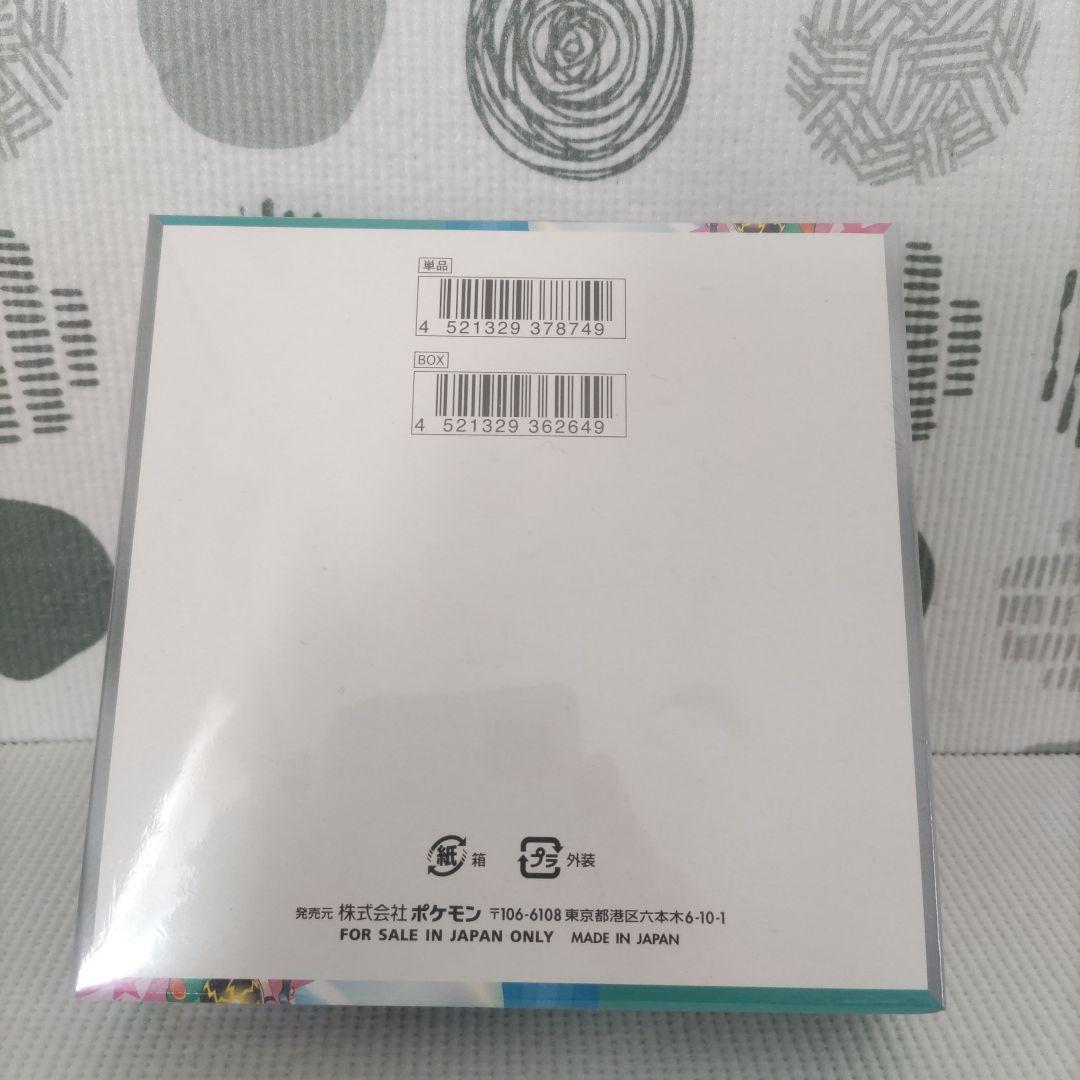 単品
4 521329 378749
BOX
4 521329 362649
紙 箱 プラ 外装
発売元 株式会社 ポケモン 〒106-6108 東京都港区六本木6-10-1
FOR SALE IN JAPAN ONLY MADE IN JAPAN